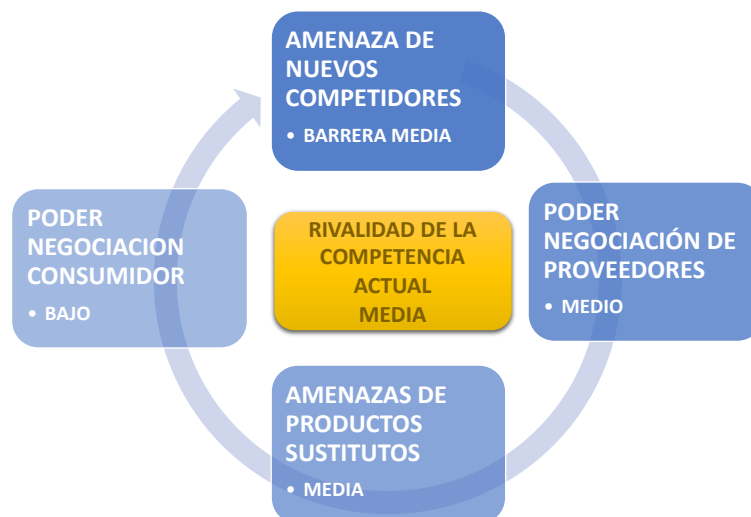 AMENAZA DE
NUEVOS
COMPETIDORES
• BARRERA MEDIA
PODER
NEGOCIACION
CONSUMIDOR
• BAJO
RIVALIDAD DE LA
COMPETENCIA
ACTUAL
MEDIA
PODER
NEGOCIACIÓN DE
PROVEEDORES
• MEDIO
AMENAZAS DE
PRODUCTOS
SUSTITUTOS
• MEDIA